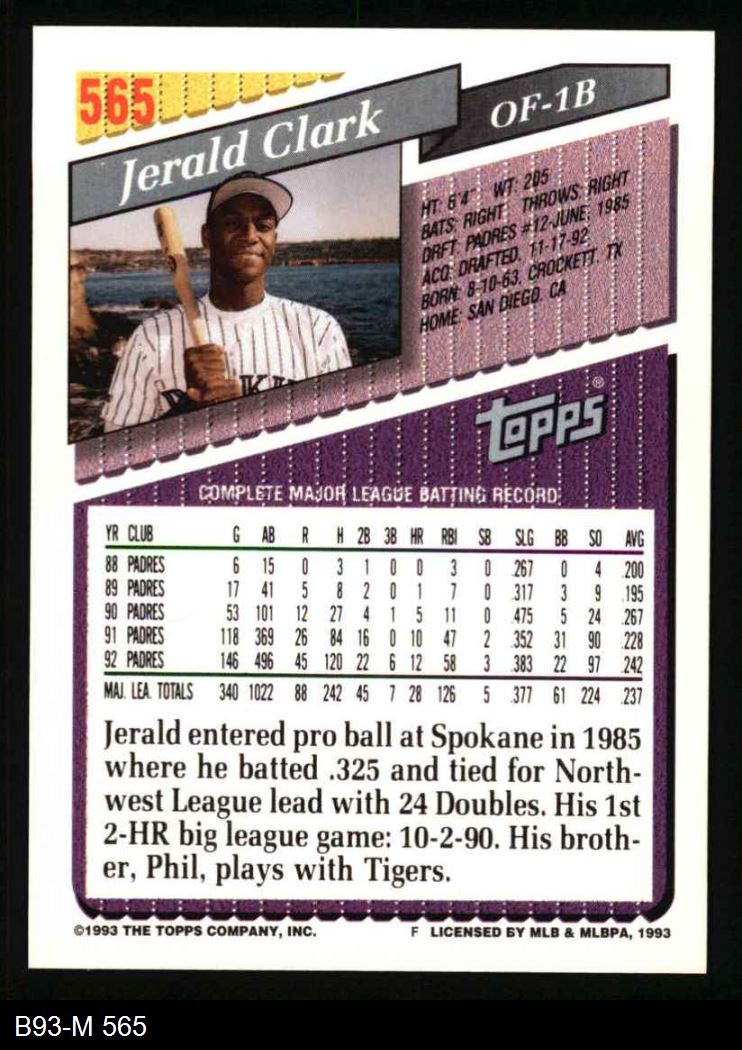 565
Jerald Clark
OF-1B
HT: 6'4" WT: 205
BATS: RIGHT THROWS: RIGHT
DRFT: PADRES #12-JUNE, 1985
ACQ: DRAFTED, 11-17-92
BORN: 8-10-63, CROCKETT, TX
HOME: SAN DIEGO, CA
TOPPS®
COMPLETE MAJOR LEAGUE BATTING RECORD
YR CLUB G AB R H 2B 3B HR RBI SB SLG BB SO AVG
88 PADRES 6 15 0 3 1 0 0 3 0 .267 0 4 .200
89 PADRES 17 41 5 8 2 0 1 7 0 .317 3 9 .195
90 PADRES 53 101 12 27 4 1 5 11 0 .475 5 24 .267
91 PADRES 118 369 26 84 16 0 10 47 2 .352 31 90 .228
92 PADRES 146 496 45 120 22 6 12 58 3 .383 22 97 .242
MAJ. LEA. TOTALS 340 1022 88 242 45 7 28 126 5 .377 61 224 .237
Jerald entered pro ball at Spokane in 1985
where he batted .325 and tied for North-
west League lead with 24 Doubles. His 1st
2-HR big league game: 10-2-90. His broth-
er, Phil, plays with Tigers.
©1993 THE TOPPS COMPANY, INC. F LICENSED BY MLB & MLBPA, 1993
B93-M 565